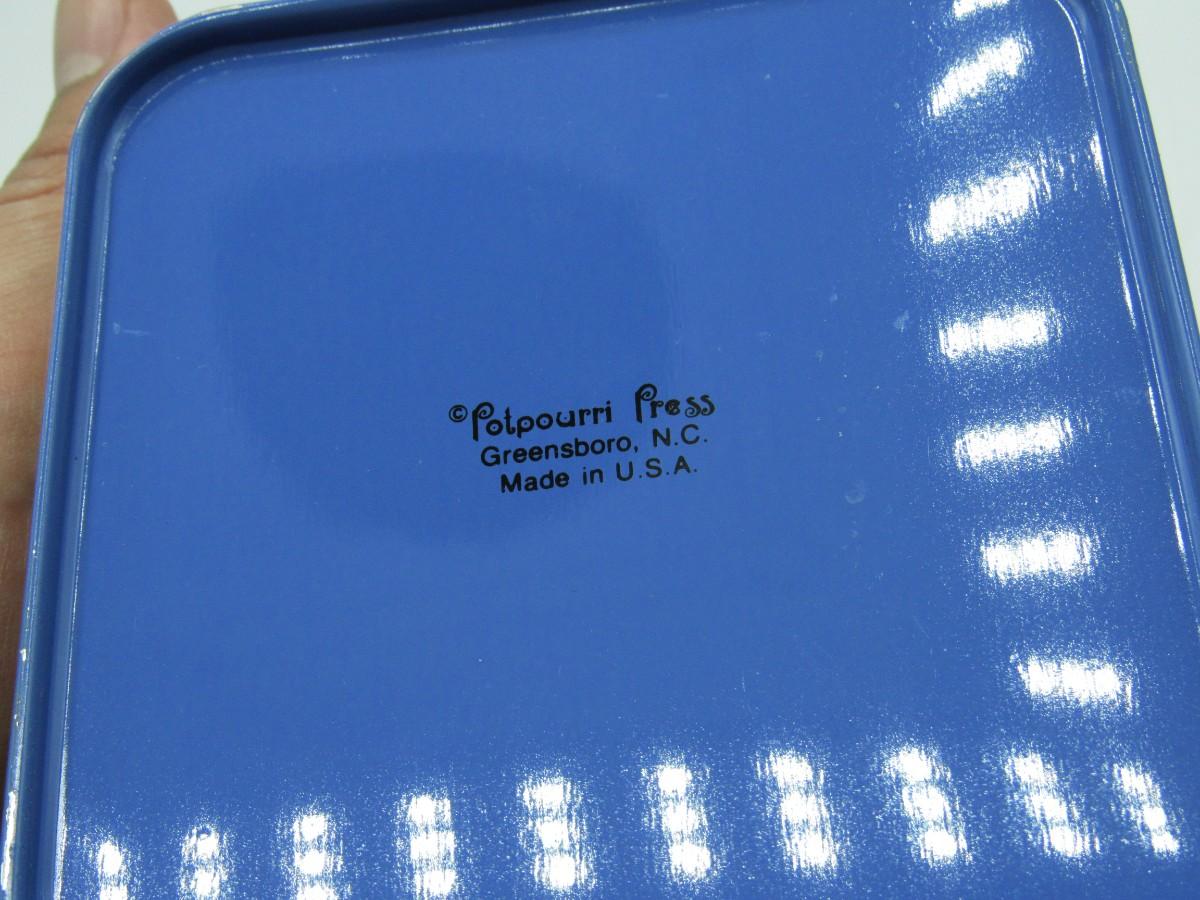 ©Potpourri Press
Greensboro, N.C.
Made in U.S.A.